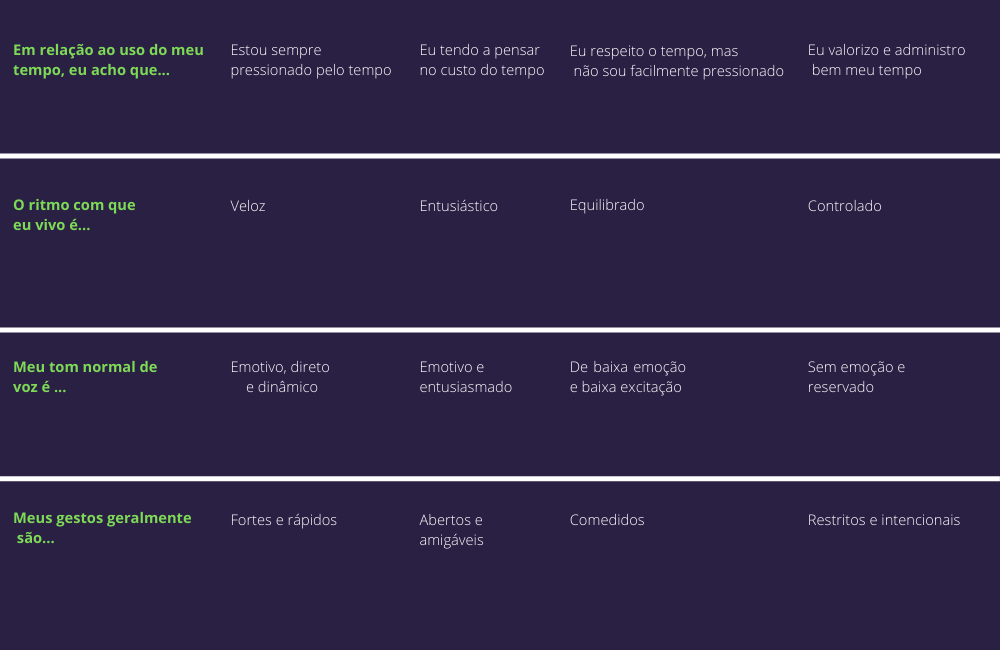 Em relação ao uso do meu
tempo, eu acho que...
Estou sempre
pressionado pelo tempo
Eu tendo a pensar
no custo do tempo
Eu respeito o tempo, mas
não sou facilmente pressionado
Eu valorizo e administro
bem meu tempo
O ritmo com que
eu vivo é...
Veloz
Entusiástico
Equilibrado
Controlado
Meu tom normal de
voz é ...
Emotivo, direto
e dinâmico
Emotivo e
entusiasmado
De baixa emoção
e baixa excitação
Sem emoção e
reservado
Meus gestos geralmente
são...
Fortes e rápidos
Abertos e
amigáveis
Comedidos
Restritos e intencionais